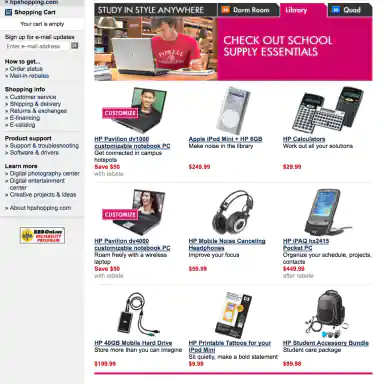 » hpshopping.com
Shopping Cart
Your cart is empty
Sign up for e-mail updates
Enter e-mail address
How to get...
» Order status
» Mail-in rebates
Shopping info
» Customer service
» Shipping & delivery
» Returns & exchanges
» E-financing
» E-catalog
Product support
» Support & troubleshooting
» Software & drivers
Learn more
» Digital photography center
» Digital entertainment
center
» Creative projects & ideas
» About hpshopping.com
BBBOnLine
RELIABILITY
PROGRAM
STUDY IN STYLE ANYWHERE
Dorm Room
Library
Quad
CHECK OUT SCHOOL
SUPPLY ESSENTIALS
CUSTOMIZE
HP Pavilion dv1000
customizable notebook PC
Get connected in campus
hotspots
Save $50
with rebate
Apple iPod Mini + HP 6GB
Make noise in the library
$249.99
HP Calculators
Work out all your solutions
$29.99
CUSTOMIZE
HP Pavilion dv4000
customizable notebook PC
Roam freely with a wireless
laptop
Save $50
with rebate
HP Mobile Noise Canceling
Headphones
Improve your focus
HP iPAQ hx2415
Pocket PC
Organize your schedule, projects,
contacts
$449.99
after rebate
HP 40GB Mobile Hard Drive
Store more than you can imagine
$199.99
HP Printable Tattoos for your
iPod Mini
Sit quietly, make a bold statement
$9.99
HP Student Accessory Bundle
Student care package
$99.98